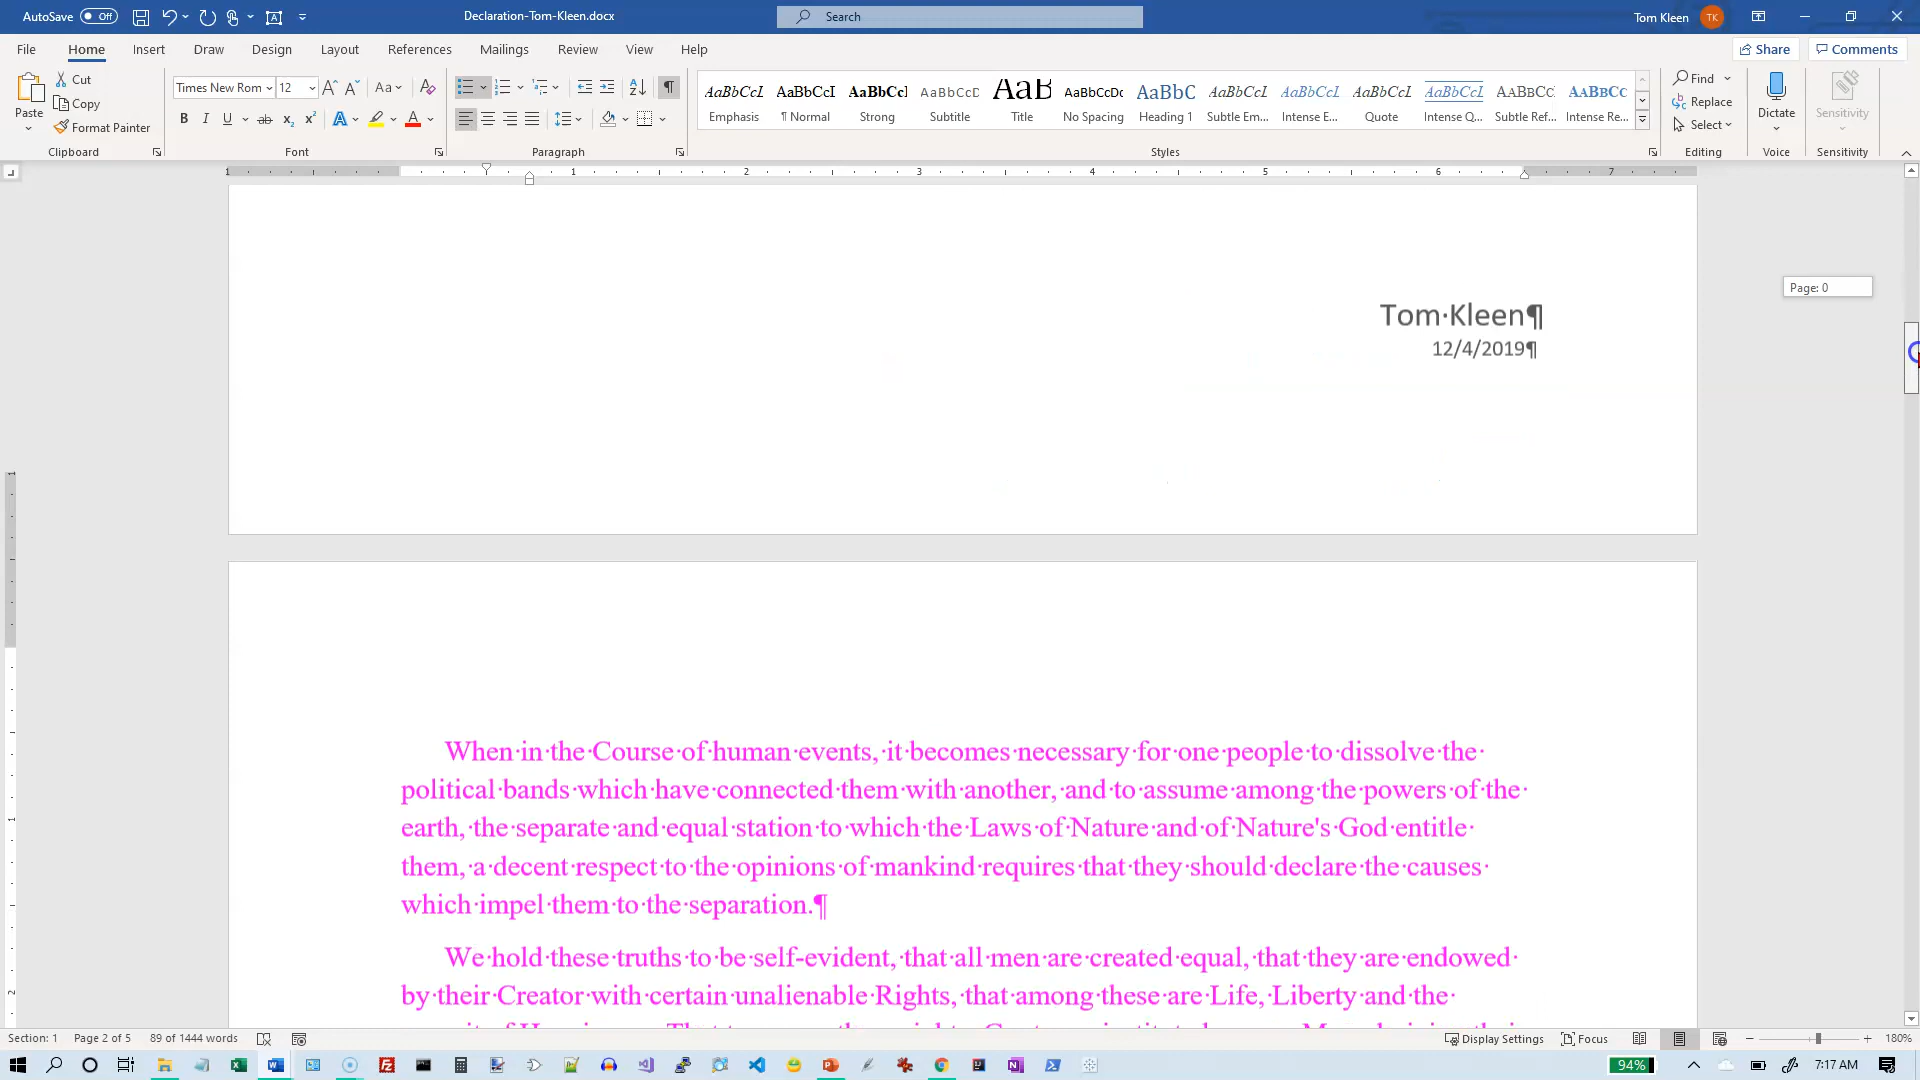 AutoSave Off Declaration-Tom-Kleen.docx Search Tom Kleen TK
File Home Insert Draw Design Layout References Mailings Review View Help Share Comments
Paste
Cut
Copy
Format Painter
Clipboard
Times New Rom 12
Font
Paragraph
AaBbCcI AaBbCcI AaBbCcI AaBbCcD AaB AaBbCcDc AaBbC AaBbCcI AaBbCcI AaBbCcI AaBbCcI AaBbCc AaBbCc
Emphasis ¶ Normal Strong Subtitle Title No Spacing Heading 1 Subtle Em... Intense E... Quote Intense Q... Subtle Ref... Intense Re...
Styles
Find
Replace
Select
Editing
Dictate
Voice
Sensitivity
Sensitivity
1 1 2 3 4 5 6 7
Page: 0
Tom·Kleen¶
12/4/2019¶
When·in·the·Course·of·human·events,·it·becomes·necessary·for·one·people·to·dissolve·the·
political·bands·which·have·connected·them·with·another,·and·to·assume·among·the·powers·of·the·
earth,·the·separate·and·equal·station·to·which·the·Laws·of·Nature·and·of·Nature's·God·entitle·
them,·a·decent·respect·to·the·opinions·of·mankind·requires·that·they·should·declare·the·causes·
which·impel·them·to·the·separation.¶
We·hold·these·truths·to·be·self-evident,·that·all·men·are·created·equal,·that·they·are·endowed·
by·their·Creator·with·certain·unalienable·Rights,·that·among·these·are·Life,·Liberty·and·the·
Section: 1 Page 2 of 5 89 of 1444 words Display Settings Focus 180%
94% 7:17 AM